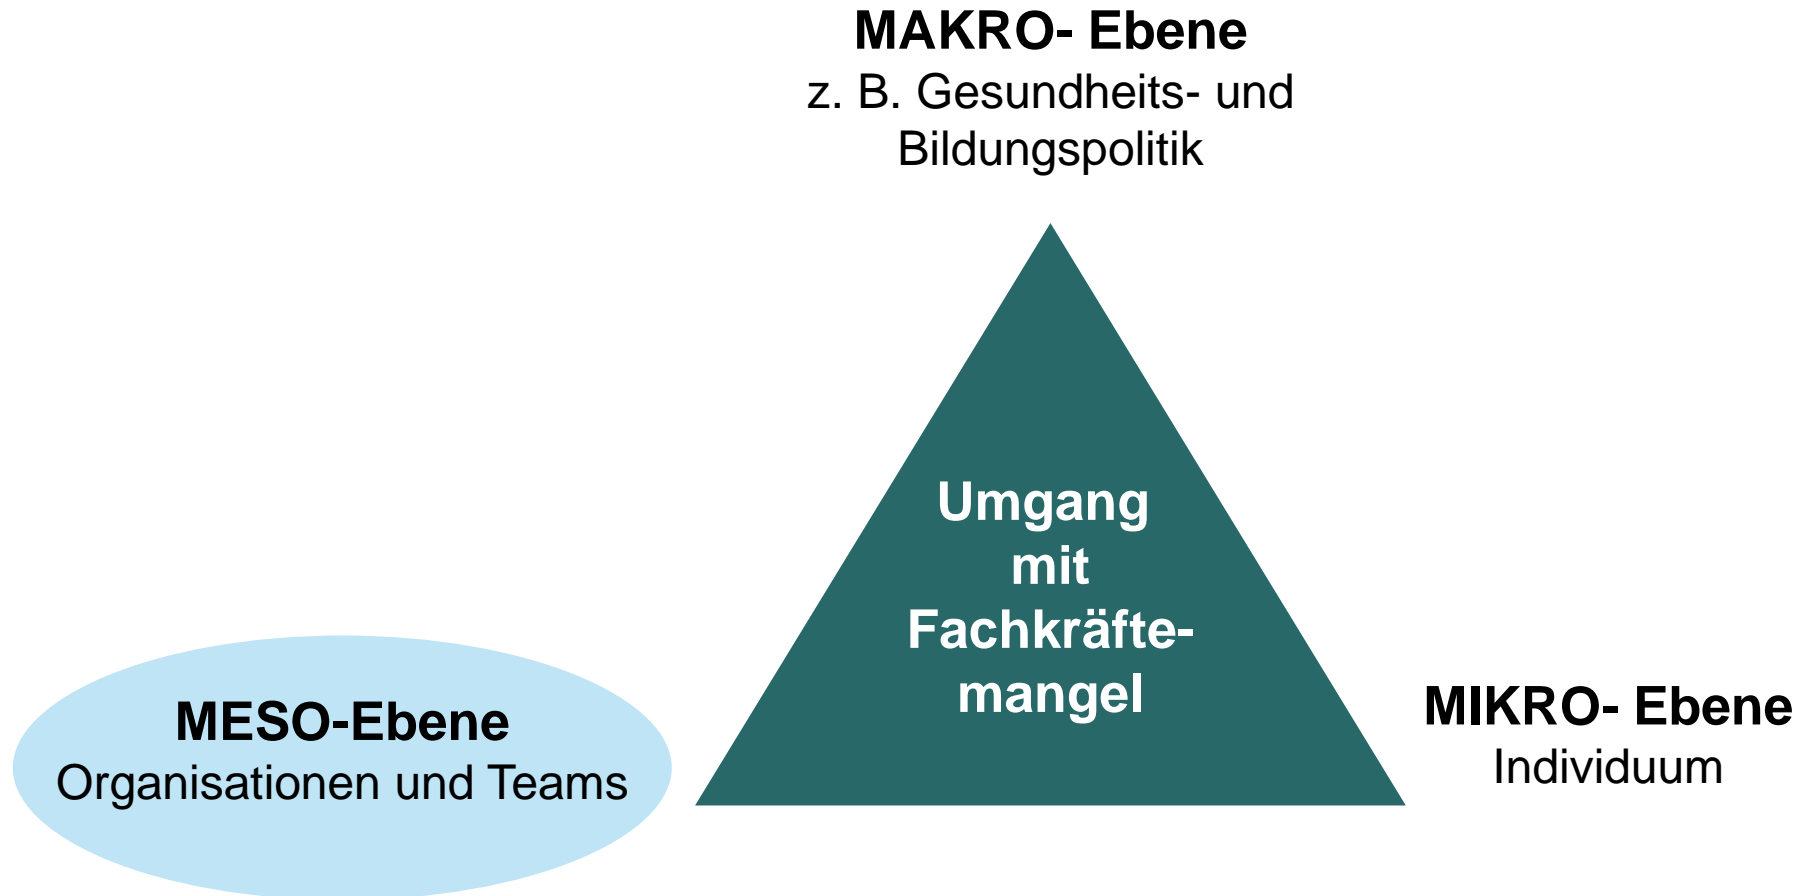 MAKRO- Ebene
z. B. Gesundheits- und
Bildungspolitik
Umgang
mit
Fachkräfte-
mangel
MESO-Ebene
Organisationen und Teams
MIKRO- Ebene
Individuum